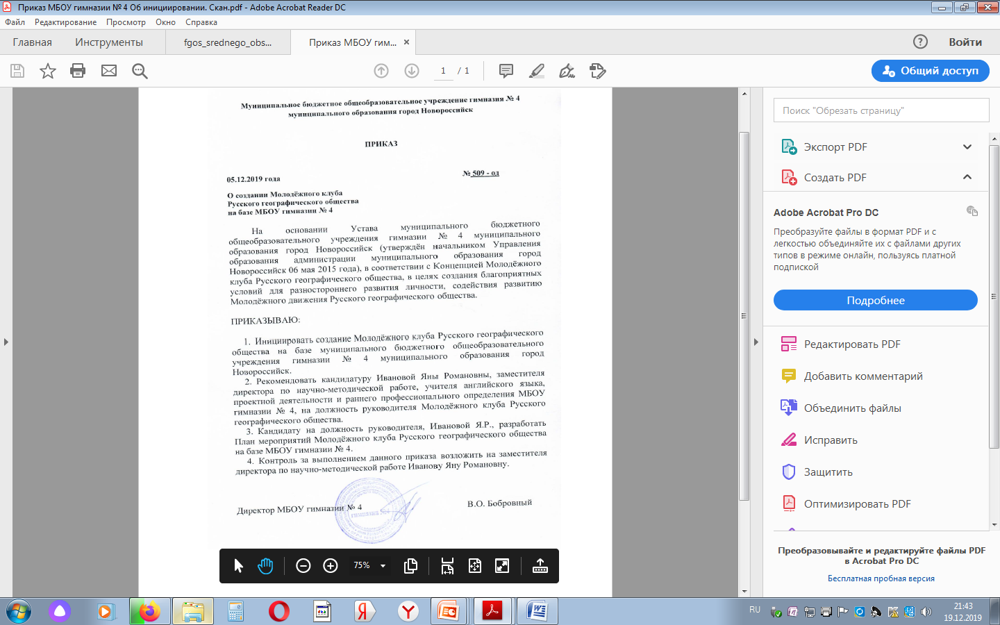 Приказ МБОУ гимназии № 4 Об инициировании. Скан.pdf - Adobe Acrobat Reader DC
Файл Редактирование Просмотр Окно Справка
Главная Инструменты fgos_srednego_obs... Приказ МБОУ гим... × Войти
1 / 1 Общий доступ
Муниципальное бюджетное общеобразовательное учреждение гимназия № 4
муниципального образования город Новороссийск
ПРИКАЗ
05.12.2019 года № 509 - од
О создании Молодёжного клуба
Русского географического общества
на базе МБОУ гимназии № 4
На основании Устава муниципального бюджетного
общеобразовательного учреждения гимназии № 4 муниципального
образования город Новороссийск (утверждён начальником Управления
образования администрации муниципального образования город
Новороссийск 06 мая 2015 года), в соответствии с Концепцией Молодёжного
клуба Русского географического общества, в целях создания благоприятных
условий для разностороннего развития личности, содействия развитию
Молодёжного движения Русского географического общества.
ПРИКАЗЫВАЮ:
1. Инициировать создание Молодёжного клуба Русского географического
общества на базе муниципального бюджетного общеобразовательного
учреждения гимназии № 4 муниципального образования город
Новороссийск.
2. Рекомендовать кандидатуру Ивановой Яны Романовны, заместителя
директора по научно-методической работе, учителя английского языка,
проектной деятельности и раннего профессионального определения МБОУ
гимназии № 4, на должность руководителя Молодёжного клуба Русского
географического общества.
3. Кандидату на должность руководителя, Ивановой Я.Р., разработать
План мероприятий Молодёжного клуба Русского географического общества
на базе МБОУ гимназии № 4.
4. Контроль за выполнением данного приказа возложить на заместителя
директора по научно-методической работе Иванову Яну Романовну.
Директор МБОУ гимназии № 4 В.О. Бобровный
75%
Поиск "Обрезать страницу"
Экспорт PDF
Создать PDF
Adobe Acrobat Pro DC
Преобразуйте файлы в формат PDF и с
легкостью объединяйте их с файлами других
типов в режиме онлайн, пользуясь платной
подпиской
Подробнее
Редактировать PDF
Добавить комментарий
Объединить файлы
Исправить
Защитить
Оптимизировать PDF
Преобразовывайте и редактируйте файлы PDF
в Acrobat Pro DC
Бесплатная пробная версия
RU
21:43
19.12.2019